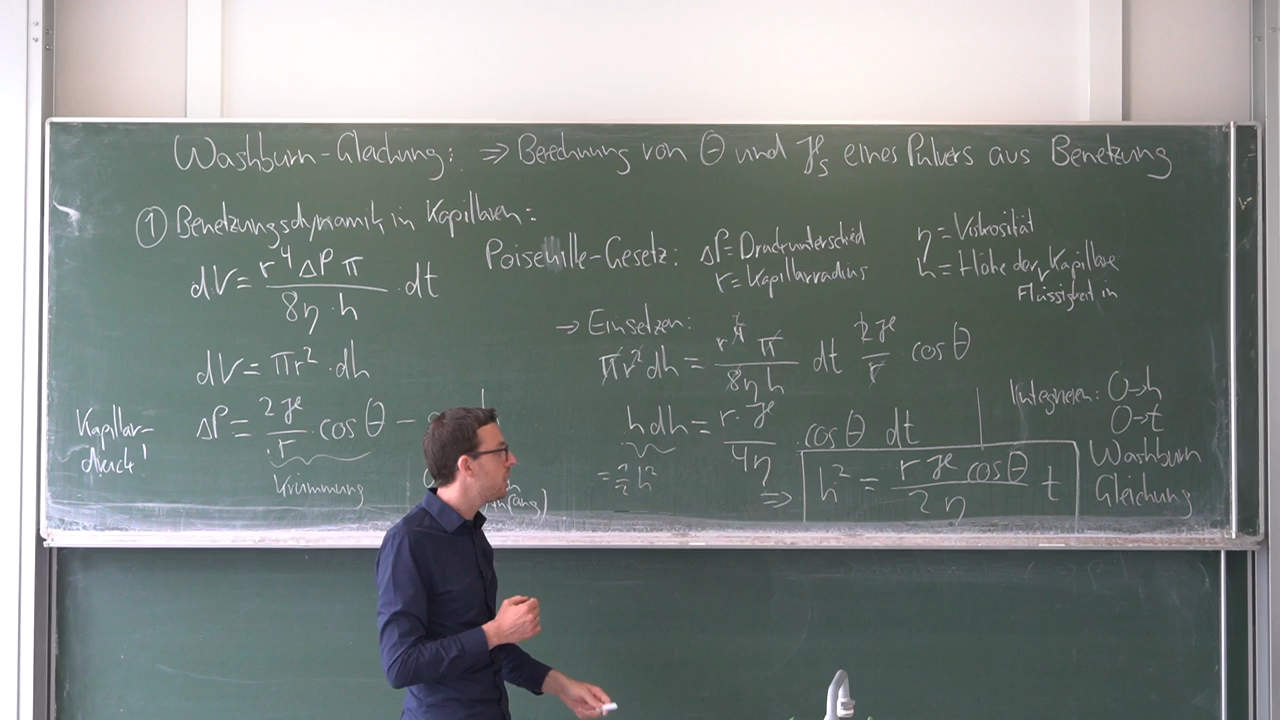 Washburn-Gleichung: ⇒ Berechnung von θ und γs eines Pulvers aus Benetzung
① Benetzungsdynamik in Kapillaren:
dV = r⁴ ΔP π / 8η · h · dt
dV = πr² · dh
Kapillar-
druck!
ΔP = 2γ / r · cos θ −
Krümmung
Poiseuille-Gesetz: ΔP = Druckunterschied
r = Kapillarradius
η = Viskosität
h = Höhe der Kapillare
Flüssigkeit in
⇒ Einsetzen:
πr² dh = r⁴ π / 8η h dt 2γ / r cos θ
h dh = r · γ / 4η · cos θ dt
Integrieren: 0→h
0→t
⇒ h² = r γ cos θ / 2 η t
Washburn
Gleichung